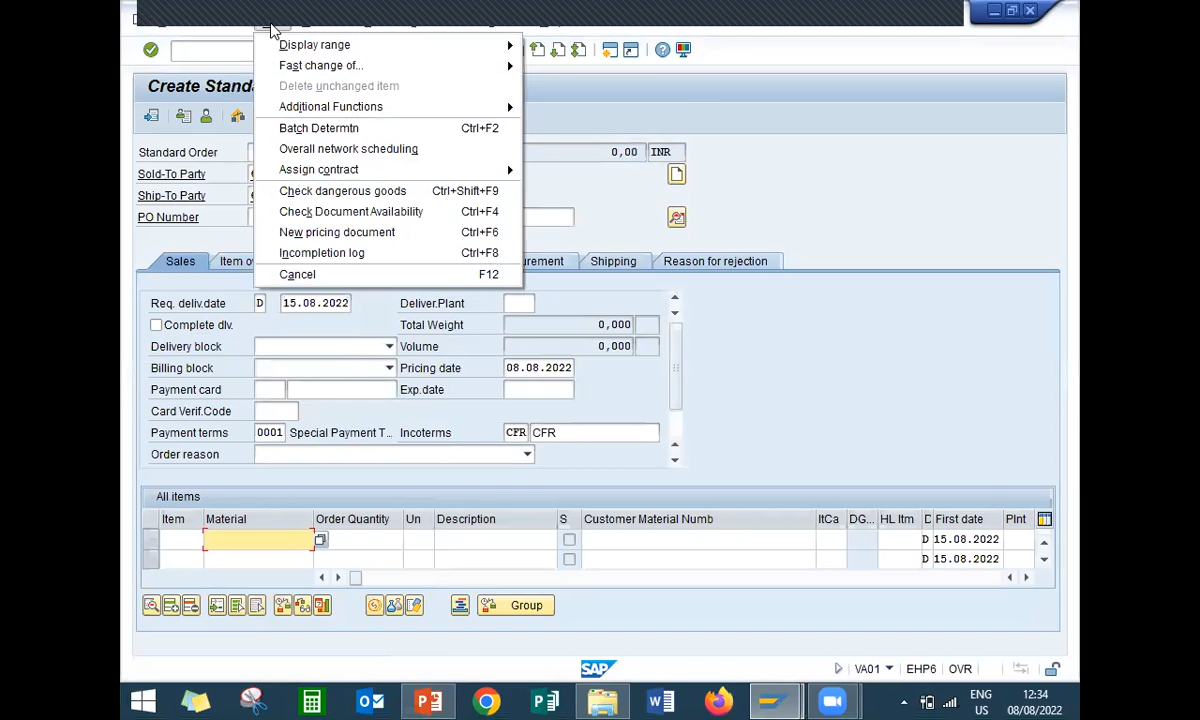 Display range
Fast change of...
Delete unchanged item
Additional Functions
Batch Determtn Ctrl+F2
Overall network scheduling
Assign contract
Check dangerous goods Ctrl+Shift+F9
Check Document Availability Ctrl+F4
New pricing document Ctrl+F6
Incompletion log Ctrl+F8
Cancel F12
Create Standa
Standard Order 0,00 INR
Sold-To Party
Ship-To Party
PO Number
Sales Item ov urement Shipping Reason for rejection
Req. deliv.date D 15.08.2022 Deliver.Plant
Complete dlv. Total Weight 0,000
Delivery block Volume 0,000
Billing block Pricing date 08.08.2022
Payment card Exp.date
Card Verif.Code
Payment terms 0001 Special Payment T... Incoterms CFR CFR
Order reason
All items
Item Material Order Quantity Un Description S Customer Material Numb ItCa DG... HL Itm D First date Plnt
D 15.08.2022
D 15.08.2022
Group
SAP VA01 EHP6 OVR
ENG 12:34
US 08/08/2022